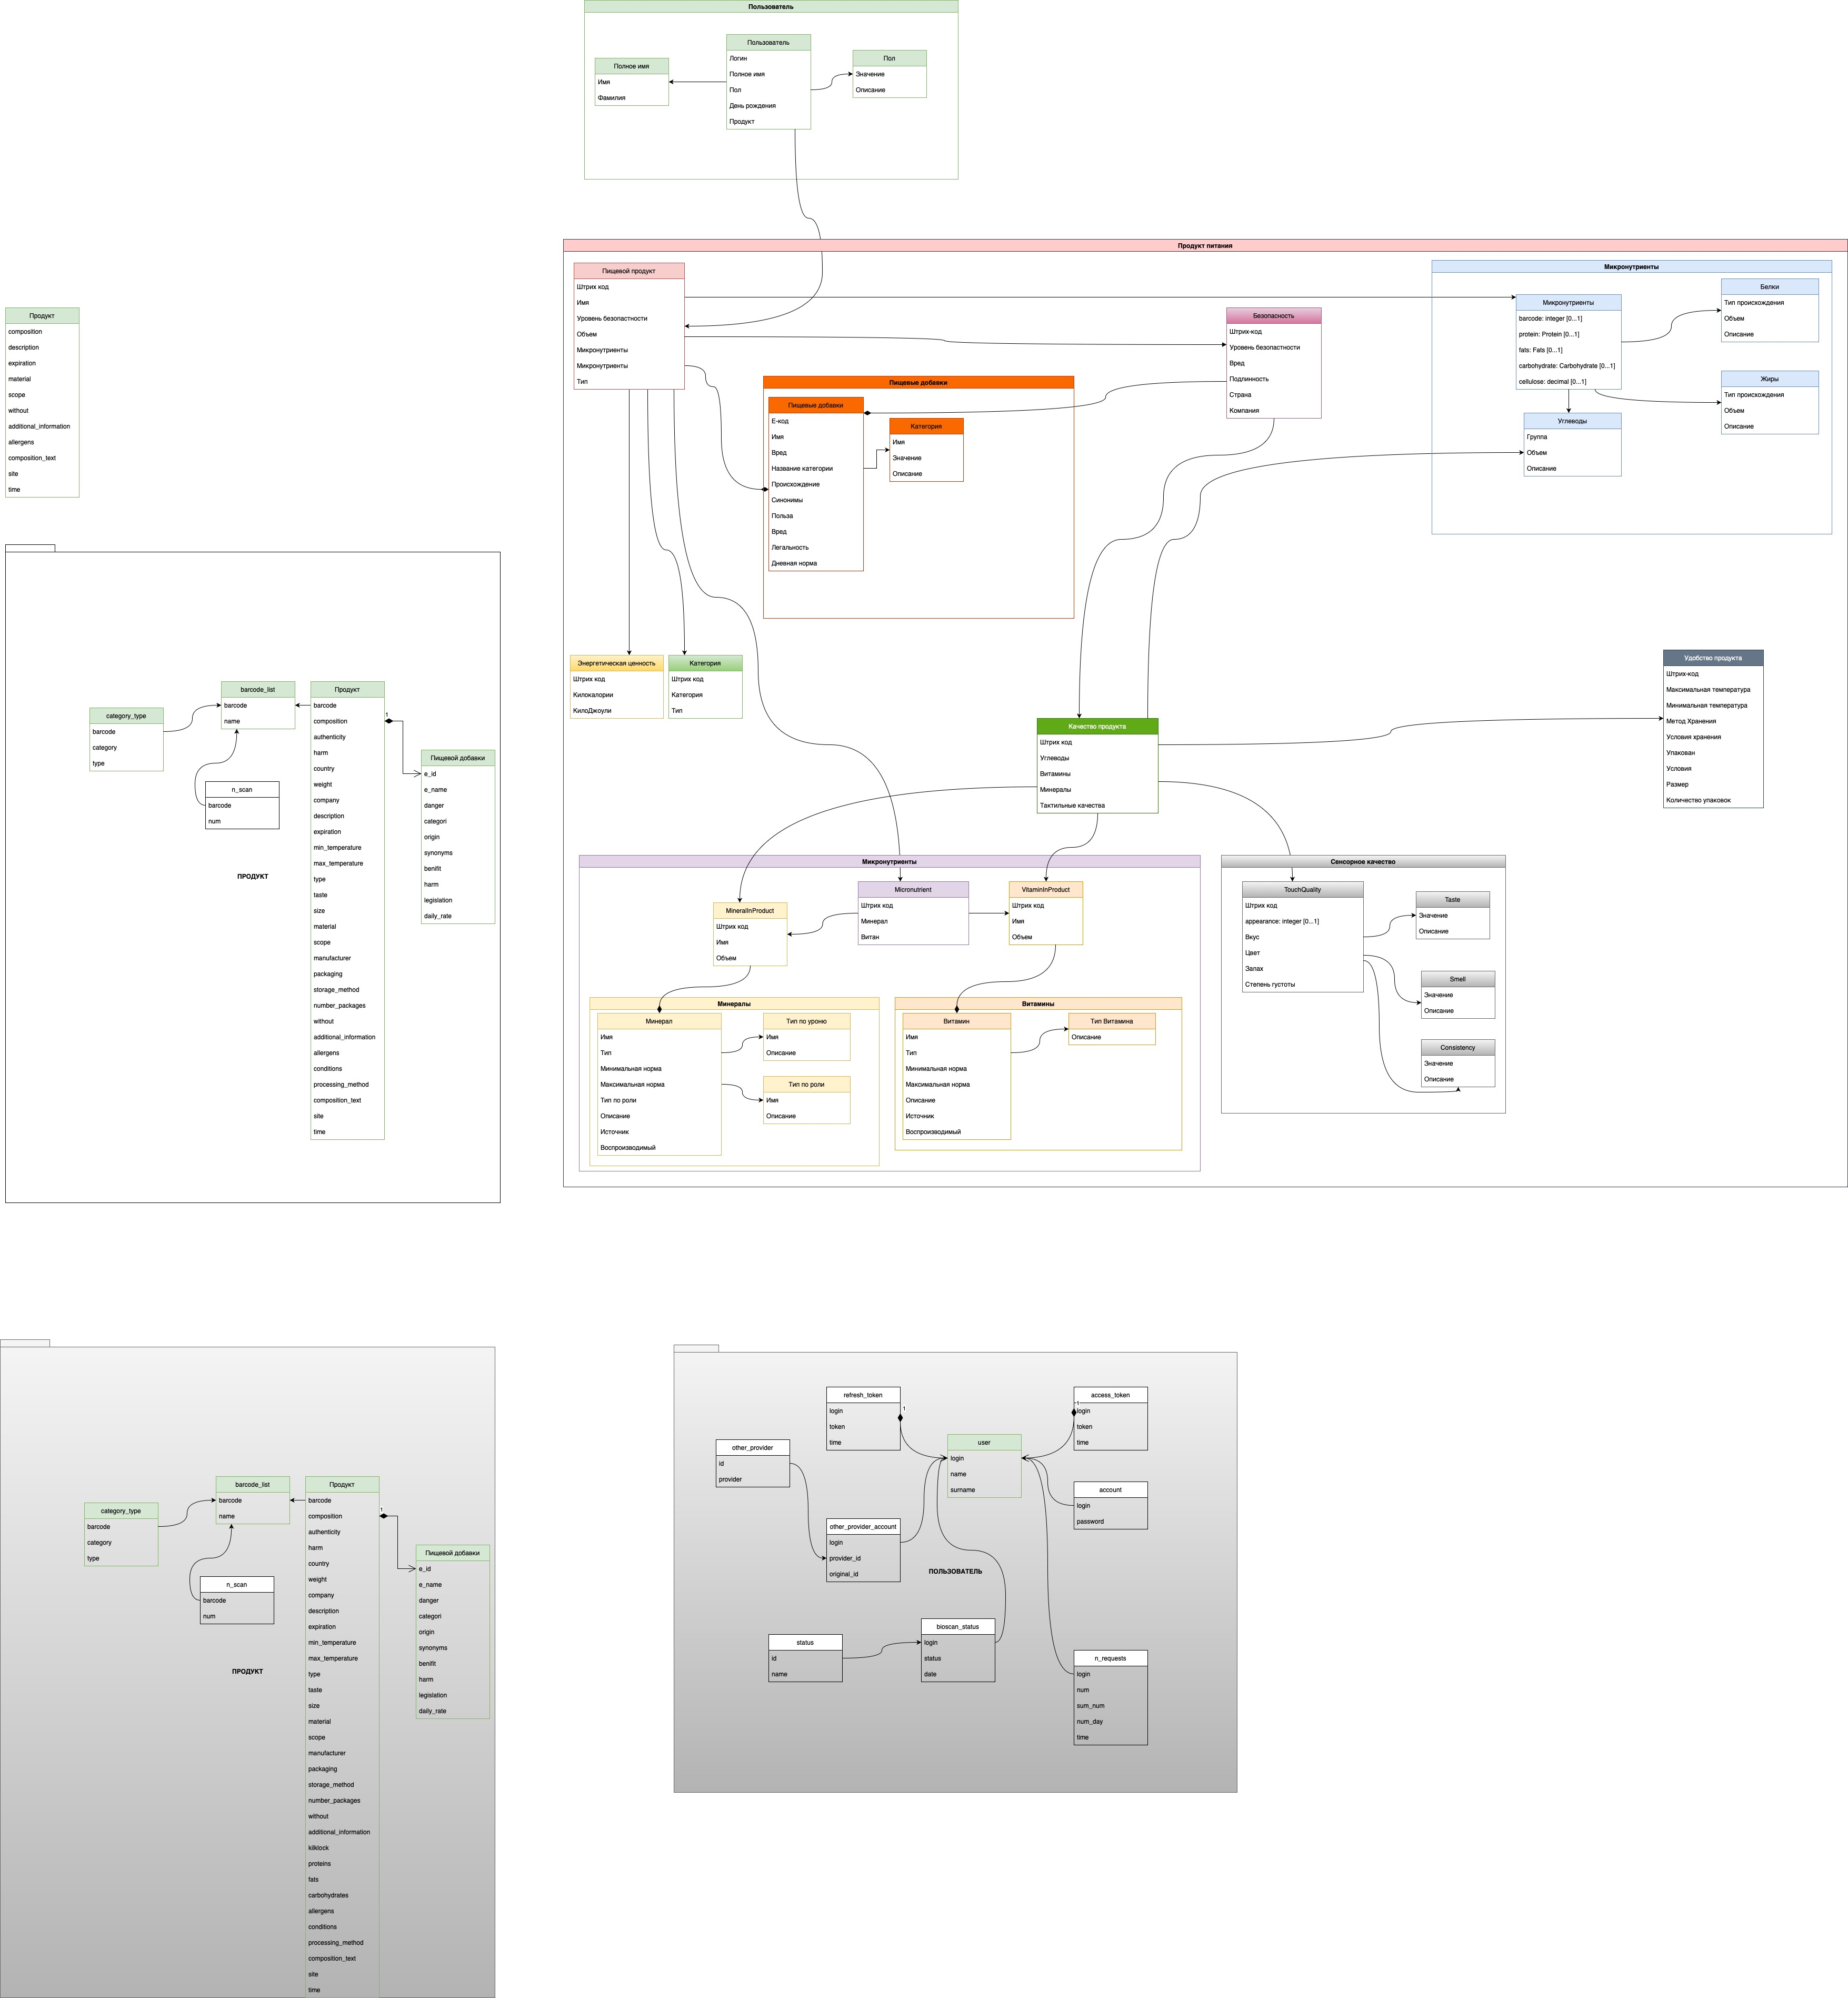 Пользователь
Полное имя
Имя
Фамилия
Пользователь
Логин
Полное имя
Пол
День рождения
Продукт
Пол
Значение
Описание
Продукт питания
Пищевой продукт
Штрих код
Имя
Уровень безопастности
Объем
Микронутриенты
Микронутриенты
Тип
Безопасность
Штрих-код
Уровень безопастности
Вред
Подлинность
Страна
Компания
Микронутриенты
Микронутриенты
barcode: integer [0...1]
protein: Protein [0...1]
fats: Fats [0...1]
carbohydrate: Carbohydrate [0...1]
cellulose: decimal [0...1]
Белки
Тип происхождения
Объем
Описание
Жиры
Тип происхождения
Объем
Описание
Углеводы
Группа
Объем
Описание
Пищевые добавки
Пищевые добавки
Е-код
Имя
Вред
Название категории
Происхождение
Синонимы
Польза
Вред
Легальность
Дневная норма
Категория
Имя
Значение
Описание
Энергетическая ценность
Штрих код
Килокалории
КилоДжоули
Категория
Штрих код
Категория
Тип
Качество продукта
Штрих код
Углеводы
Витамины
Минералы
Тактильные качества
Удобство продукта
Штрих-код
Максимальная температура
Минимальная температура
Метод Хранения
Условия хранения
Упакован
Условия
Размер
Количество упаковок
Микронутриенты
MineralInProduct
Штрих код
Имя
Объем
Micronutrient
Штрих код
Минерал
Витан
VitaminInProduct
Штрих код
Имя
Объем
Минералы
Минерал
Имя
Тип
Минимальная норма
Максимальная норма
Тип по роли
Описание
Источник
Воспроизводимый
Тип по уроню
Имя
Описание
Тип по роли
Имя
Описание
Витамины
Витамин
Имя
Тип
Минимальная норма
Максимальная норма
Описание
Источник
Воспроизводимый
Тип Витамина
Описание
Сенсорное качество
TouchQuality
Штрих код
appearance: integer [0...1]
Вкус
Цвет
Запах
Степень густоты
Taste
Значение
Описание
Smell
Значение
Описание
Consistency
Значение
Описание
Продукт
composition
description
expiration
material
scope
without
additional_information
allergens
composition_text
site
time
category_type
barcode
category
type
barcode_list
barcode
name
n_scan
barcode
num
ПРОДУКТ
Продукт
barcode
composition
authenticity
harm
country
weight
company
description
expiration
min_temperature
max_temperature
type
taste
size
material
scope
manufacturer
packaging
storage_method
number_packages
without
additional_information
allergens
conditions
processing_method
composition_text
site
time
1
Пищевой добавки
e_id
e_name
danger
categori
origin
synonyms
benifit
harm
legislation
daily_rate
category_type
barcode
category
type
barcode_list
barcode
name
n_scan
barcode
num
ПРОДУКТ
Продукт
barcode
composition
authenticity
harm
country
weight
company
description
expiration
min_temperature
max_temperature
type
taste
size
material
scope
manufacturer
packaging
storage_method
number_packages
without
additional_information
kilklock
proteins
fats
carbohydrates
allergens
conditions
processing_method
composition_text
site
time
1
Пищевой добавки
e_id
e_name
danger
categori
origin
synonyms
benifit
harm
legislation
daily_rate
refresh_token
login
token
time
1
access_token
login
token
time
1
other_provider
id
provider
user
login
name
surname
account
login
password
other_provider_account
login
provider_id
original_id
ПОЛЬЗОВАТЕЛЬ
status
id
name
bioscan_status
login
status
date
n_requests
login
num
sum_num
num_day
time